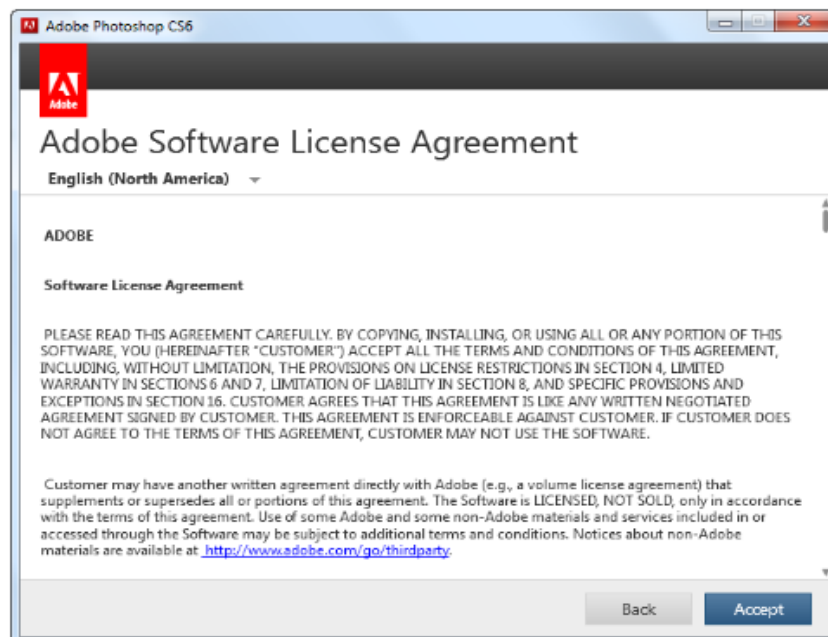 Adobe Photoshop CS6
Adobe
Adobe Software License Agreement
English (North America)
ADOBE
Software License Agreement
PLEASE READ THIS AGREEMENT CAREFULLY. BY COPYING, INSTALLING, OR USING ALL OR ANY PORTION OF THIS
SOFTWARE, YOU (HEREINAFTER "CUSTOMER") ACCEPT ALL THE TERMS AND CONDITIONS OF THIS AGREEMENT,
INCLUDING, WITHOUT LIMITATION, THE PROVISIONS ON LICENSE RESTRICTIONS IN SECTION 4, LIMITED
WARRANTY IN SECTIONS 6 AND 7, LIMITATION OF LIABILITY IN SECTION 8, AND SPECIFIC PROVISIONS AND
EXCEPTIONS IN SECTION 16. CUSTOMER AGREES THAT THIS AGREEMENT IS LIKE ANY WRITTEN NEGOTIATED
AGREEMENT SIGNED BY CUSTOMER. THIS AGREEMENT IS ENFORCEABLE AGAINST CUSTOMER. IF CUSTOMER DOES
NOT AGREE TO THE TERMS OF THIS AGREEMENT, CUSTOMER MAY NOT USE THE SOFTWARE.
Customer may have another written agreement directly with Adobe (e.g., a volume license agreement) that
supplements or supersedes all or portions of this agreement. The Software is LICENSED, NOT SOLD, only in accordance
with the terms of this agreement. Use of some Adobe and some non-Adobe materials and services included in or
accessed through the Software may be subject to additional terms and conditions. Notices about non-Adobe
materials are available at http://www.adobe.com/go/thirdparty.
Back
Accept